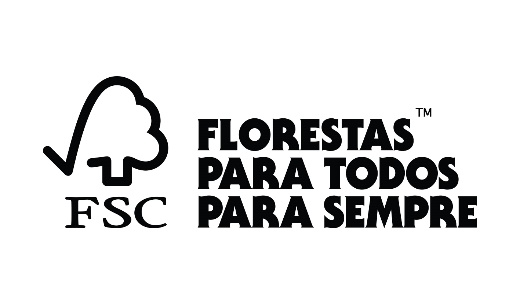 FLORESTAS™
PARA TODOS
PARA SEMPRE
FSC